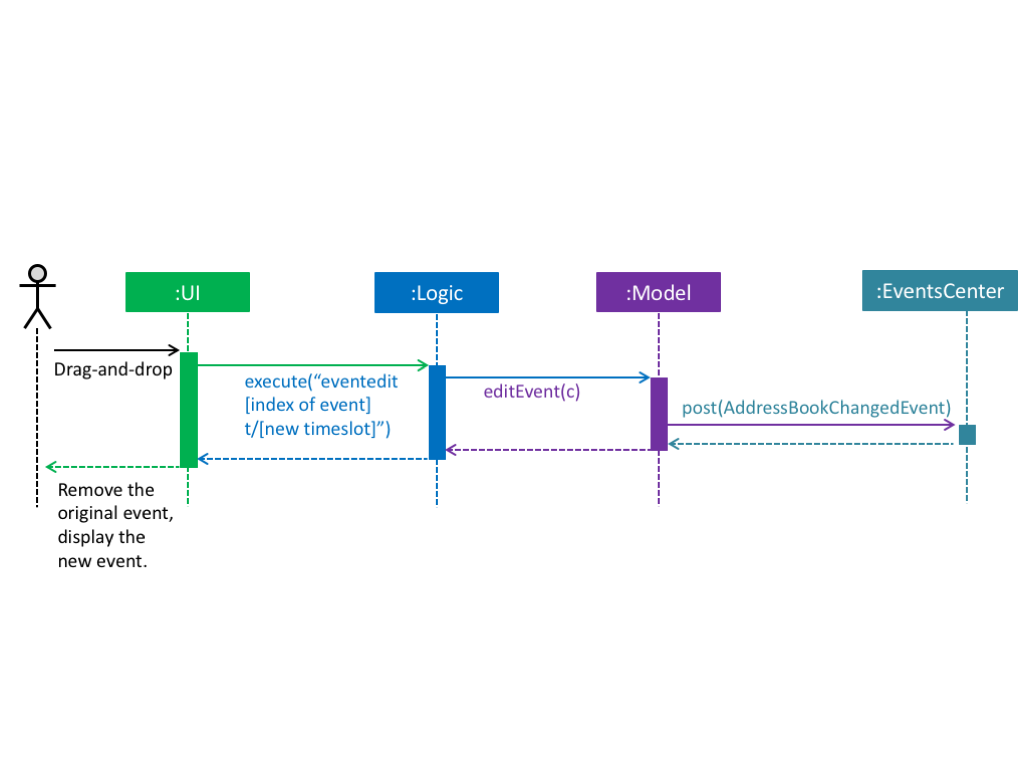 :UI
:Logic
:Model
:EventsCenter
Drag-and-drop
execute(“eventedit
[index of event]
t/[new timeslot]”)
editEvent(c)
post(AddressBookChangedEvent)
Remove the
original event,
display the
new event.